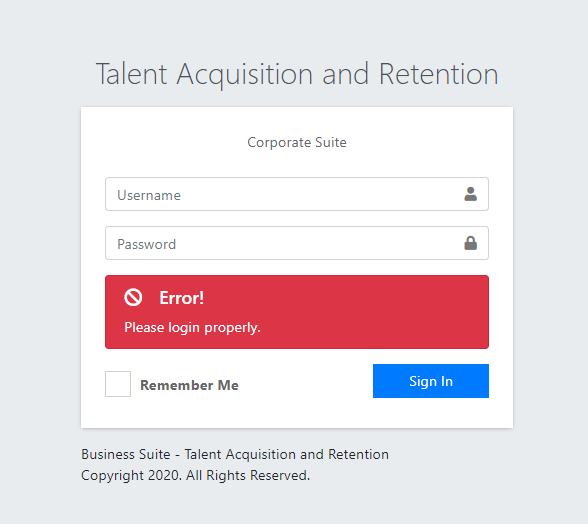 Talent Acquisition and Retention
Corporate Suite
Username
Password
Error!
Please login properly.
Remember Me
Sign In
Business Suite - Talent Acquisition and Retention
Copyright 2020. All Rights Reserved.